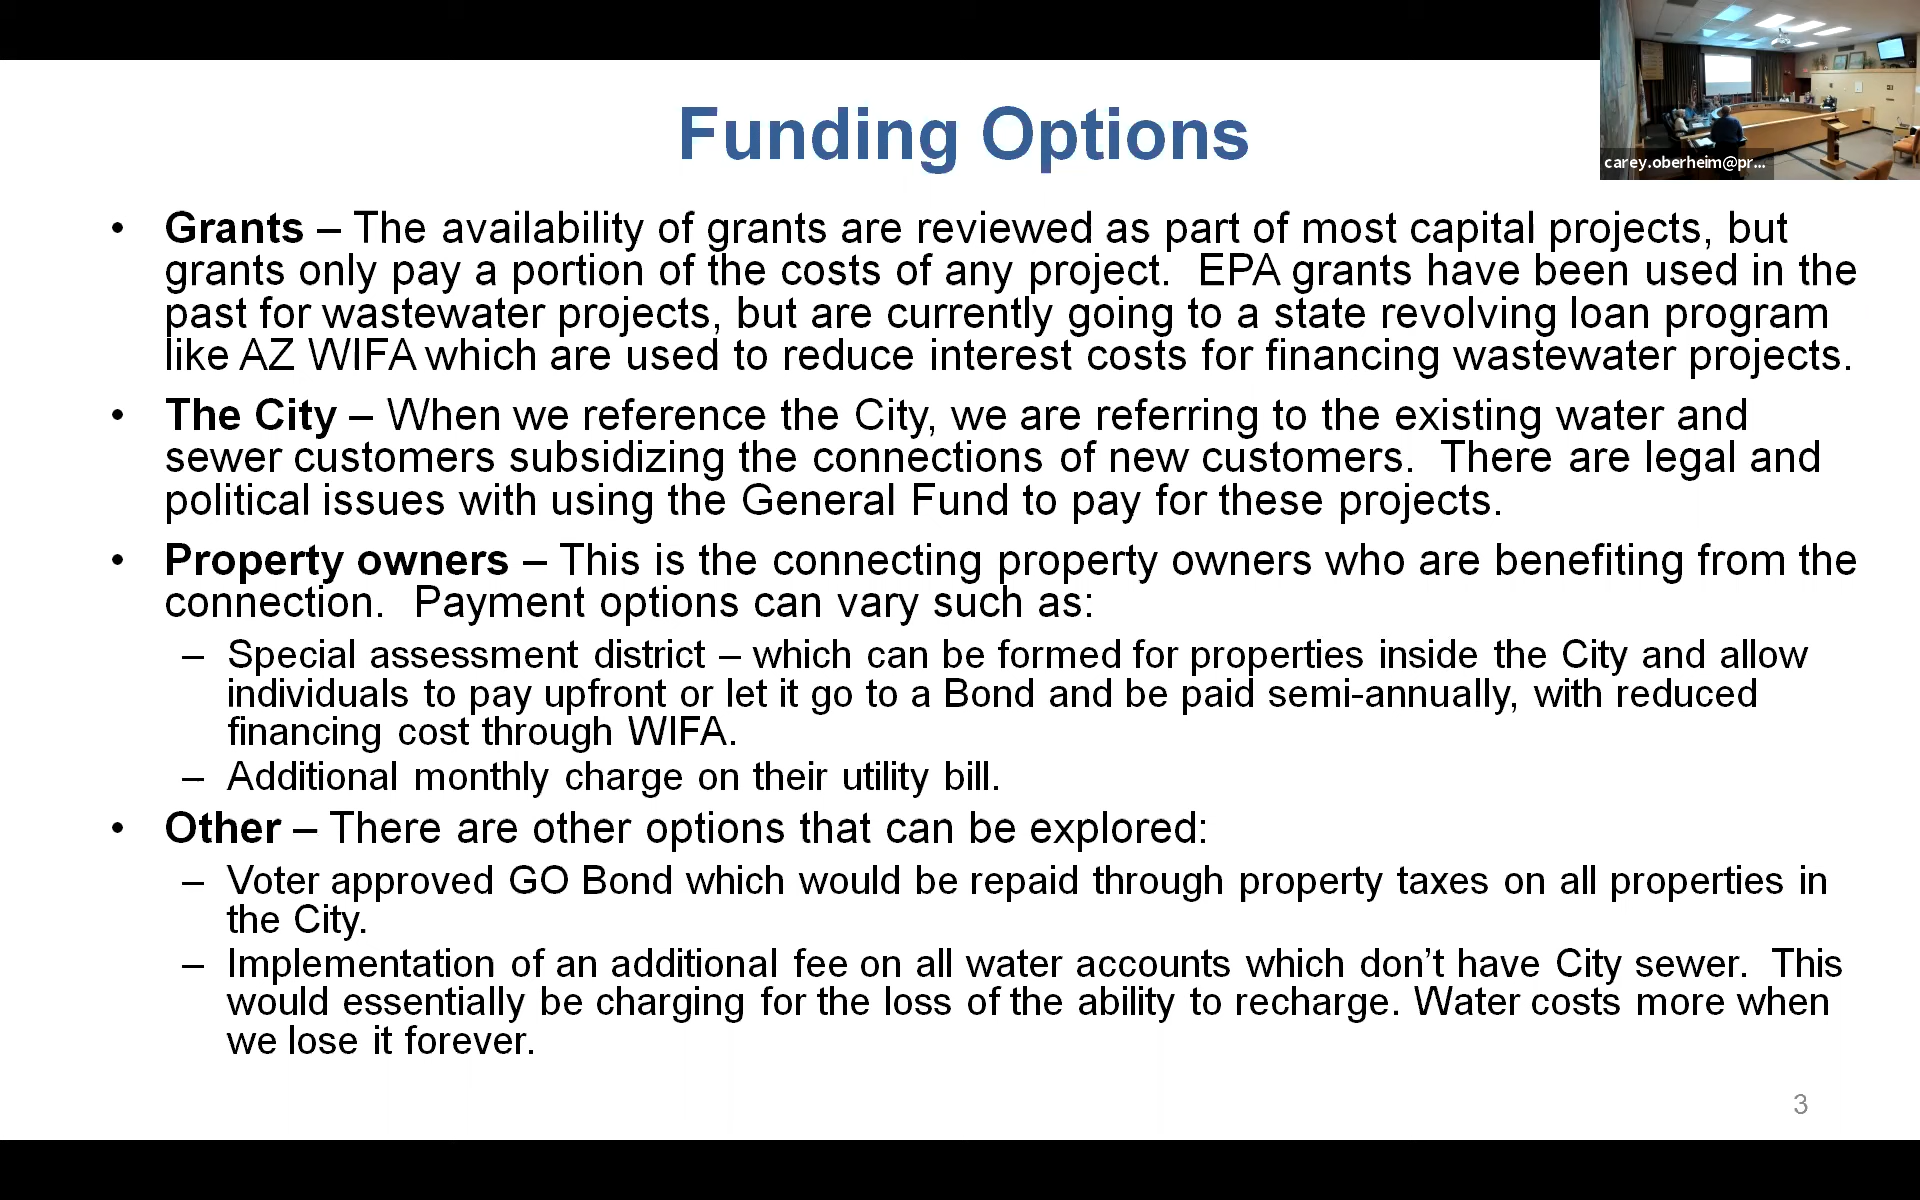 carey.oberheim@pr...
Funding Options
• Grants – The availability of grants are reviewed as part of most capital projects, but
grants only pay a portion of the costs of any project.  EPA grants have been used in the
past for wastewater projects, but are currently going to a state revolving loan program
like AZ WIFA which are used to reduce interest costs for financing wastewater projects.
• The City – When we reference the City, we are referring to the existing water and
sewer customers subsidizing the connections of new customers.  There are legal and
political issues with using the General Fund to pay for these projects.
• Property owners – This is the connecting property owners who are benefiting from the
connection.  Payment options can vary such as:
– Special assessment district – which can be formed for properties inside the City and allow
individuals to pay upfront or let it go to a Bond and be paid semi-annually, with reduced
financing cost through WIFA.
– Additional monthly charge on their utility bill.
• Other – There are other options that can be explored:
– Voter approved GO Bond which would be repaid through property taxes on all properties in
the City.
– Implementation of an additional fee on all water accounts which don’t have City sewer.  This
would essentially be charging for the loss of the ability to recharge. Water costs more when
we lose it forever.
3